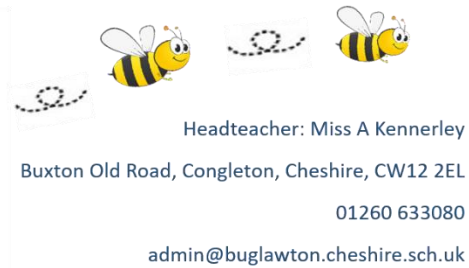 Headteacher: Miss A Kennerley
Buxton Old Road, Congleton, Cheshire, CW12 2EL
01260 633080
admin@buglawton.cheshire.sch.uk